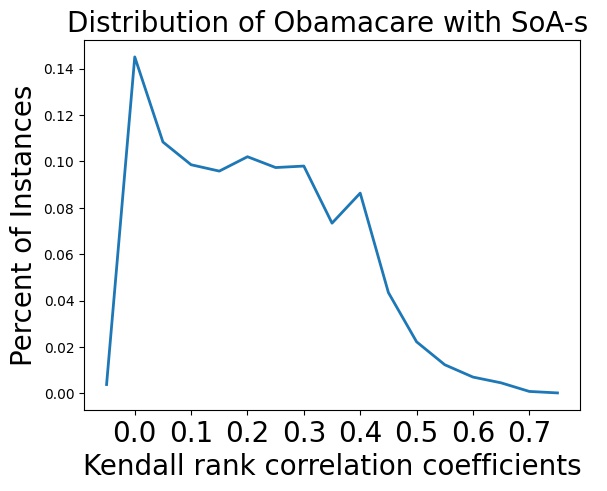 Distribution of Obamacare with SoA-s
Percent of Instances
0.14
0.12
0.10
0.08
0.06
0.04
0.02
0.00
0.0 0.1 0.2 0.3 0.4 0.5 0.6 0.7
Kendall rank correlation coefficients